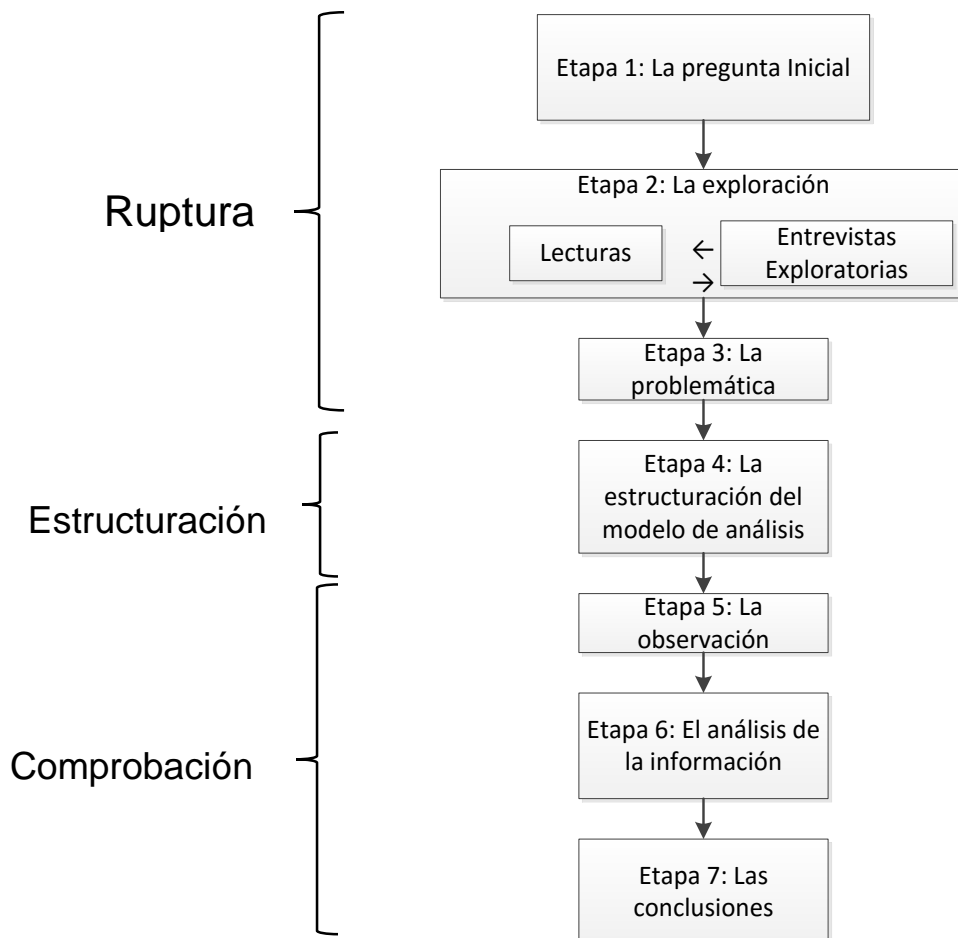 Etapa 1: La pregunta Inicial
Ruptura
Etapa 2: La exploración
Lecturas
←
→
Entrevistas
Exploratorias
Etapa 3: La
problemática
Estructuración
Etapa 4: La
estructuración del
modelo de análisis
Comprobación
Etapa 5: La
observación
Etapa 6: El análisis de
la información
Etapa 7: Las
conclusiones